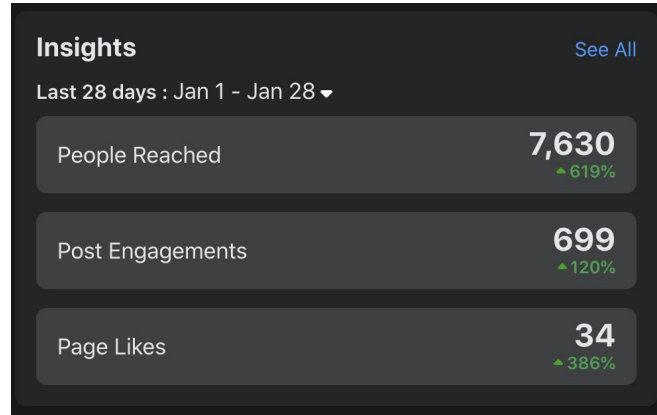 Insights
See All
Last 28 days : Jan 1 - Jan 28
People Reached
7,630
619%
Post Engagements
699
120%
Page Likes
34
386%